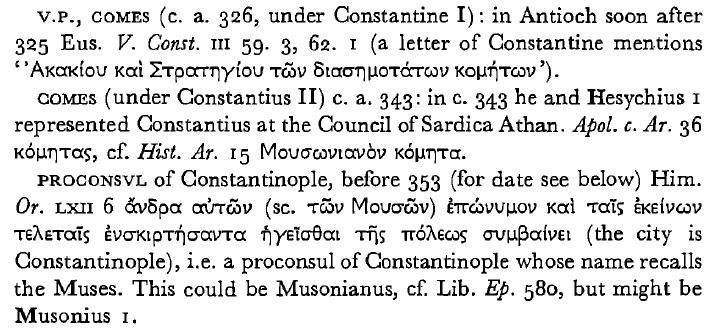 V.P., COMES (c. a. 326, under Constantine I): in Antioch soon after
325 Eus. V. Const. III 59. 3, 62. 1 (a letter of Constantine mentions
‘᾽Ακακίου καὶ Στρατηγίου τῶν διασημοτάτων κομήτων’).
COMES (under Constantius II) c. a. 343: in c. 343 he and Hesychius 1
represented Constantius at the Council of Sardica Athan. Apol. c. Ar. 36
κόμητας, cf. Hist. Ar. 15 Μουσωνιανὸν κόμητα.
PROCONSVL of Constantinople, before 353 (for date see below) Him.
Or. LXII 6 ἄνδρα αὐτῶν (sc. τῶν Μουσῶν) ἐπώνυμον καὶ ταῖς ἐκείνων
τελεταῖς ἐνσκιρτήσαντα ἡγεῖσθαι τῆς πόλεως συμβαίνει (the city is
Constantinople), i.e. a proconsul of Constantinople whose name recalls
the Muses. This could be Musonianus, cf. Lib. Ep. 580, but might be
Musonius 1.